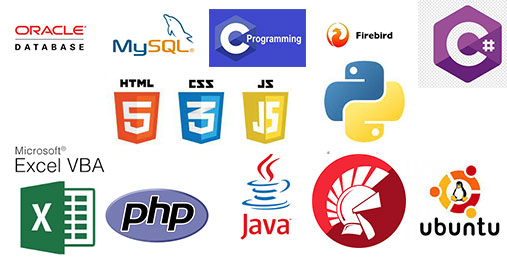 ORACLE
DATABASE
MySQL®
C Programming
Firebird
C#
HTML
5
CSS
3
JS
JS
Microsoft®
Excel VBA
X
php
Java
ubuntu